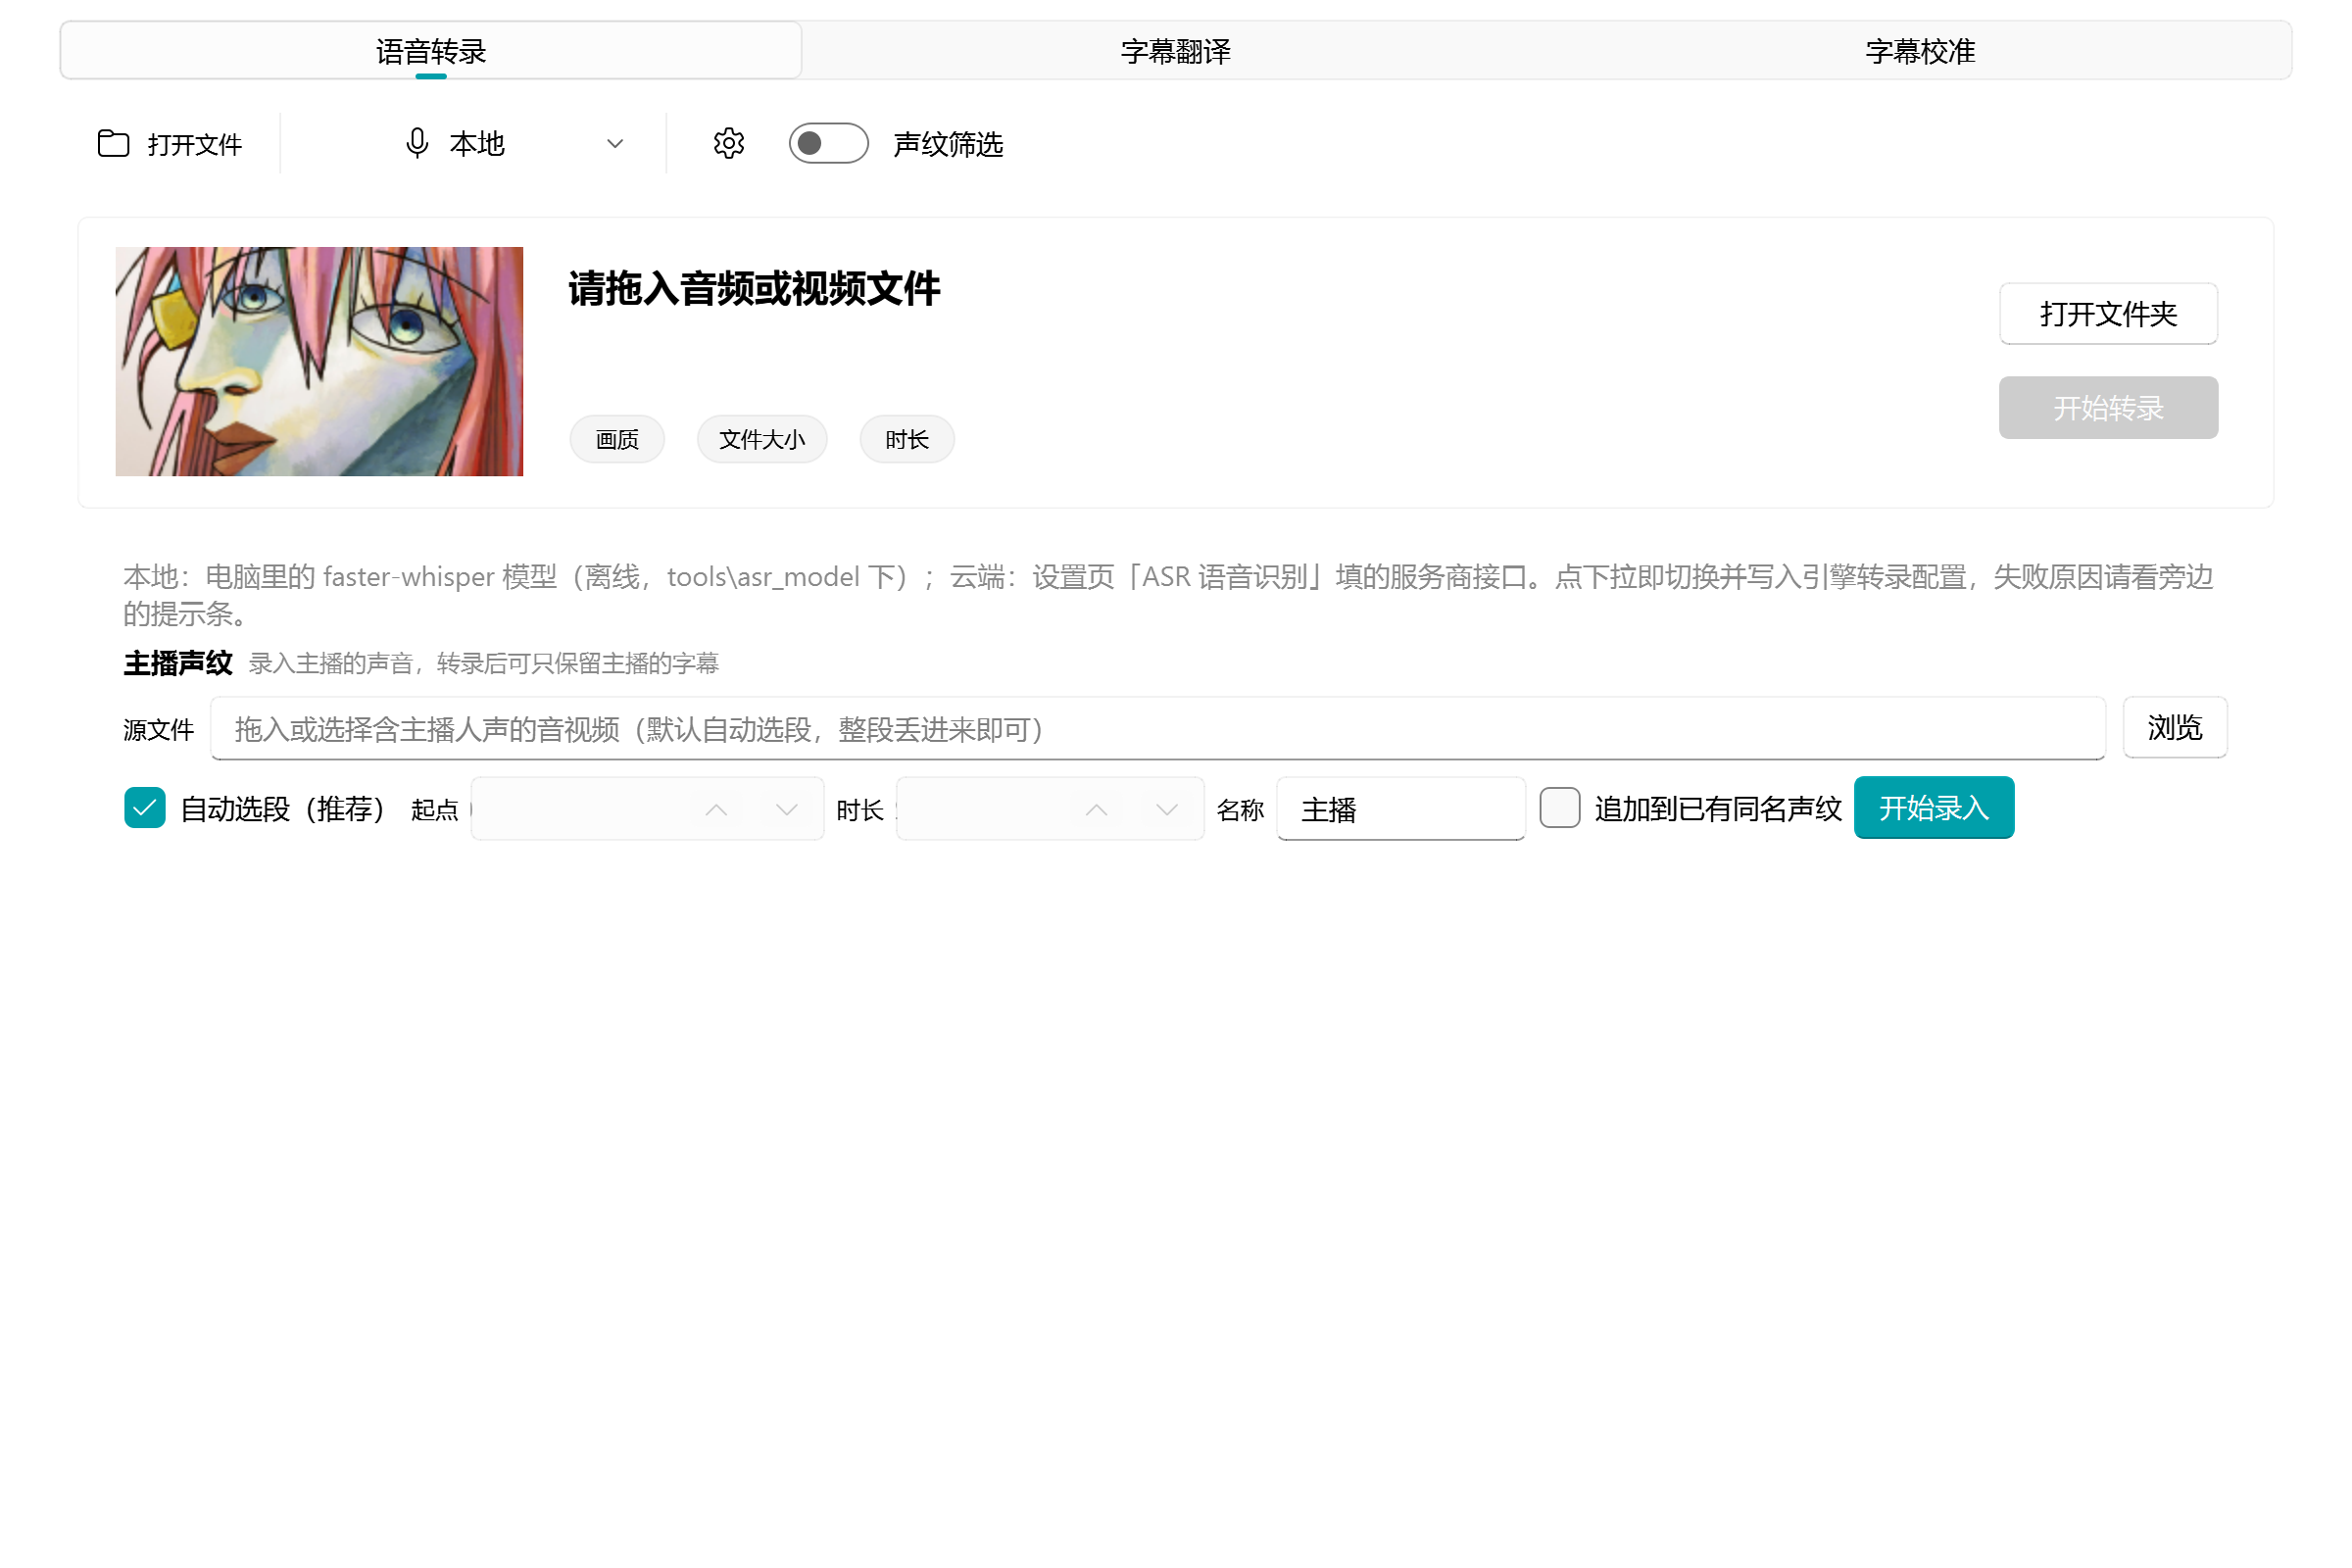 语音转录 字幕翻译 字幕校准
打开文件 本地 声纹筛选
请拖入音频或视频文件
打开文件夹
开始转录
画质 文件大小 时长
本地：电脑里的 faster-whisper 模型（离线，tools\asr_model 下）；云端：设置页「ASR 语音识别」填的服务商接口。点下拉即切换并写入引擎转录配置，失败原因请看旁边
的提示条。
主播声纹 录入主播的声音，转录后可只保留主播的字幕
源文件 拖入或选择含主播人声的音视频（默认自动选段，整段丢进来即可） 浏览
自动选段（推荐） 起点 时长 名称 主播 追加到已有同名声纹 开始录入